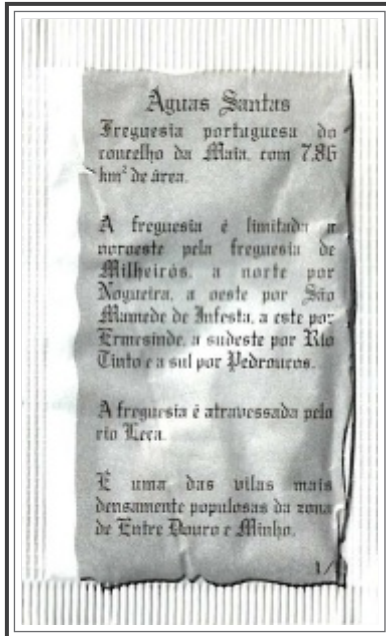 Águas Santas
Freguesia portuguesa do
concelho da Maia, com 7,86
km² de área.
A freguesia é limitada a
noroeste pela freguesia de
Milheirós, a norte por
Nogueira, a oeste por São
Mamede de Infesta, a este por
Ermesinde, a sudeste por Rio
Tinto e a sul por Pedrouços.
A freguesia é atravessada pelo
rio Leça.
É uma das vilas mais
densamente populosas da zona
de Entre Douro e Minho.